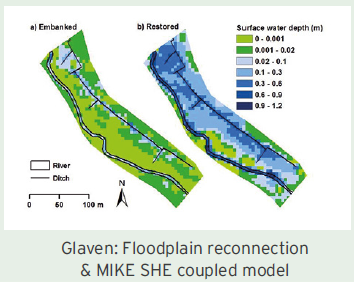 a) Embanked
b) Restored
Surface water depth (m)
0 - 0.001
0.001 - 0.02
0.02 - 0.1
0.1 - 0.3
0.3 - 0.6
0.6 - 0.9
0.9 - 1.2
River
Ditch
N
0 50 100 m
Glaven: Floodplain reconnection
& MIKE SHE coupled model